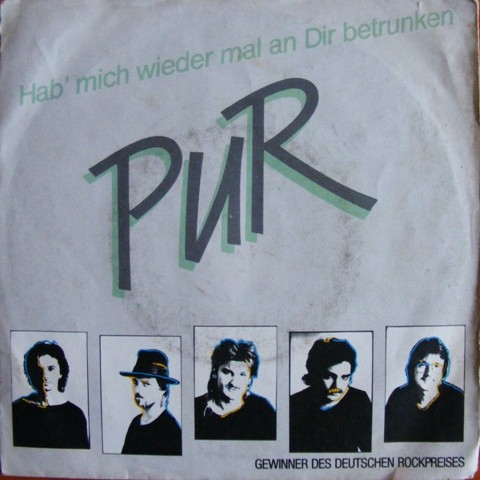 Hab' mich wieder mal an Dir betrunken
PUR
GEWINNER DES DEUTSCHEN ROCKPREISES